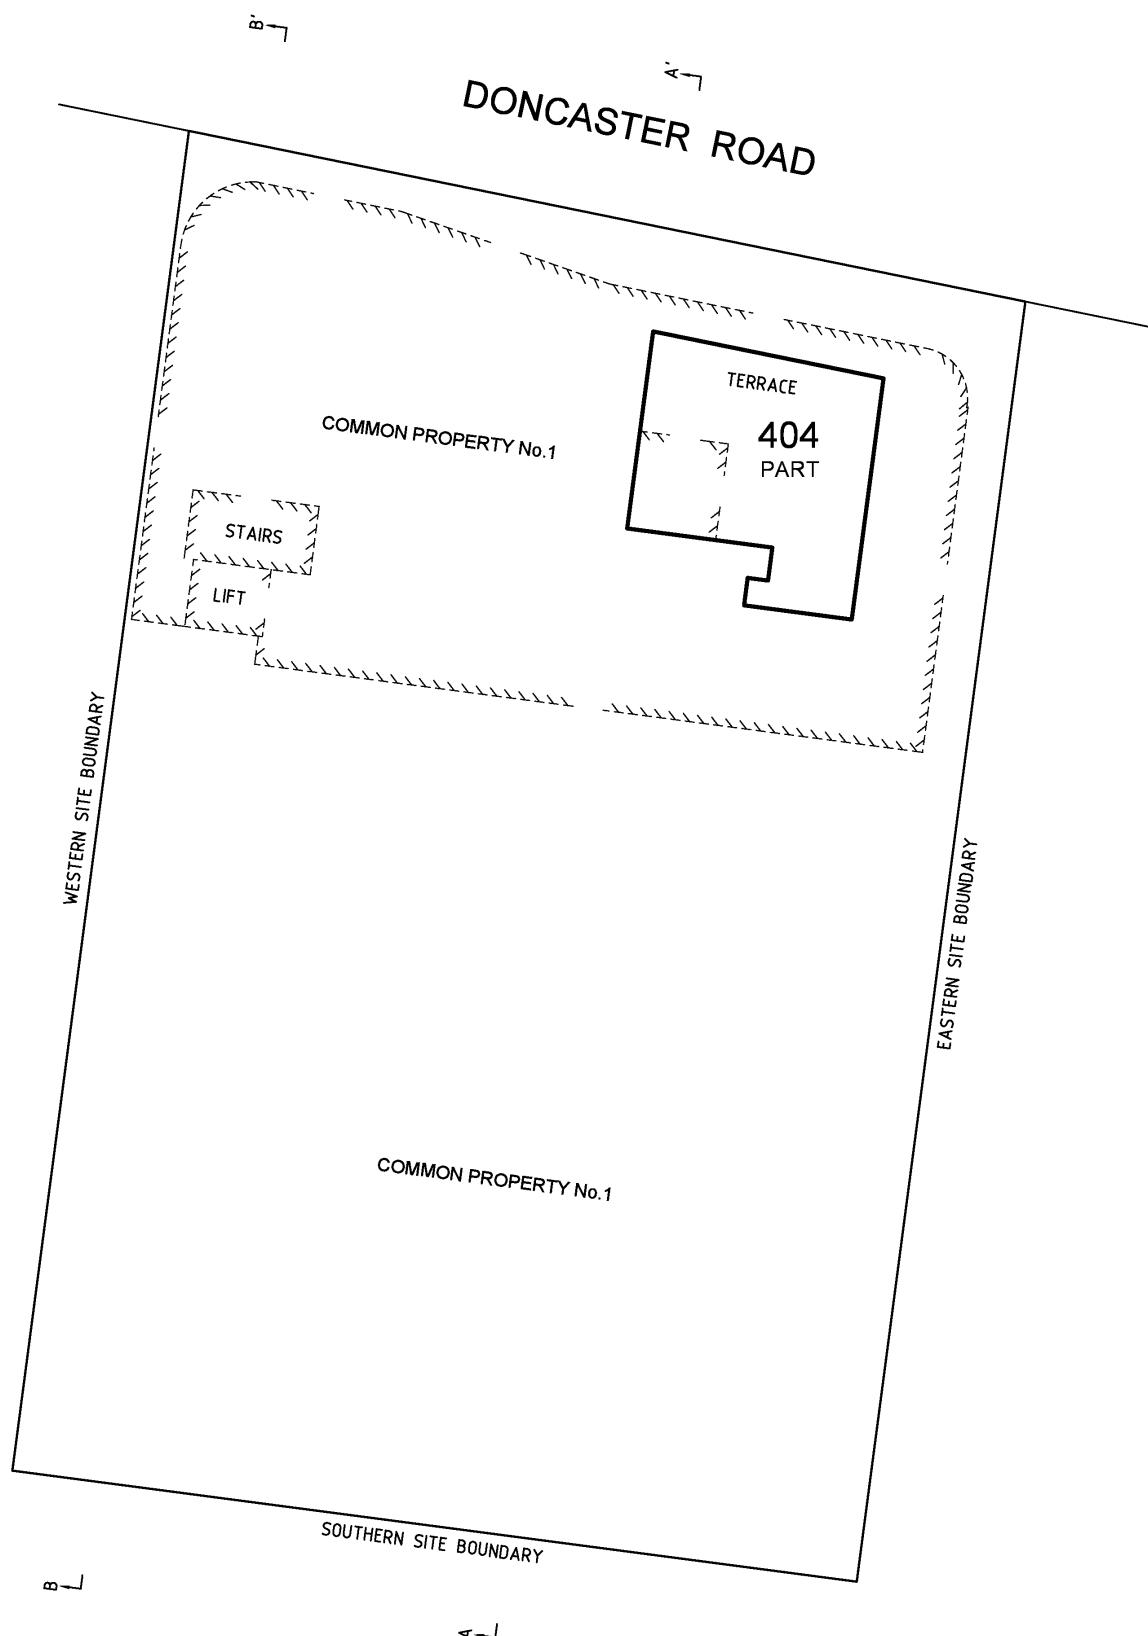 B'
A'
DONCASTER ROAD
TERRACE
404
PART
COMMON PROPERTY No.1
STAIRS
LIFT
WESTERN SITE BOUNDARY
EASTERN SITE BOUNDARY
COMMON PROPERTY No.1
SOUTHERN SITE BOUNDARY
B
A